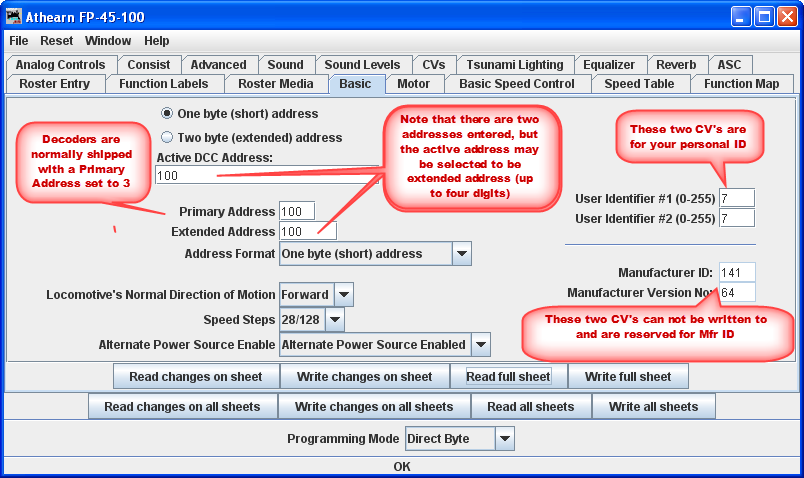 Athearn FP-45-100
File Reset Window Help
Analog Controls Consist Advanced Sound Sound Levels CVs Tsunami Lighting Equalizer Reverb ASC
Roster Entry Function Labels Roster Media Basic Motor Basic Speed Control Speed Table Function Map
One byte (short) address
Two byte (extended) address
Active DCC Address:
100
Decoders are
normally shipped
with a Primary
Address set to 3
Note that there are two
addresses entered, but
the active address may
be selected to be
extended address (up
to four digits)
These two CV's are
for your personal ID
Primary Address 100
Extended Address 100
Address Format One byte (short) address
User Identifier #1 (0-255) 7
User Identifier #2 (0-255) 7
Manufacturer ID: 141
Manufacturer Version No: 64
These two CV's can not be written to
and are reserved for Mfr ID
Locomotive's Normal Direction of Motion Forward
Speed Steps 28/128
Alternate Power Source Enable Alternate Power Source Enabled
Read changes on sheet Write changes on sheet Read full sheet Write full sheet
Read changes on all sheets Write changes on all sheets Read all sheets Write all sheets
Programming Mode Direct Byte
OK